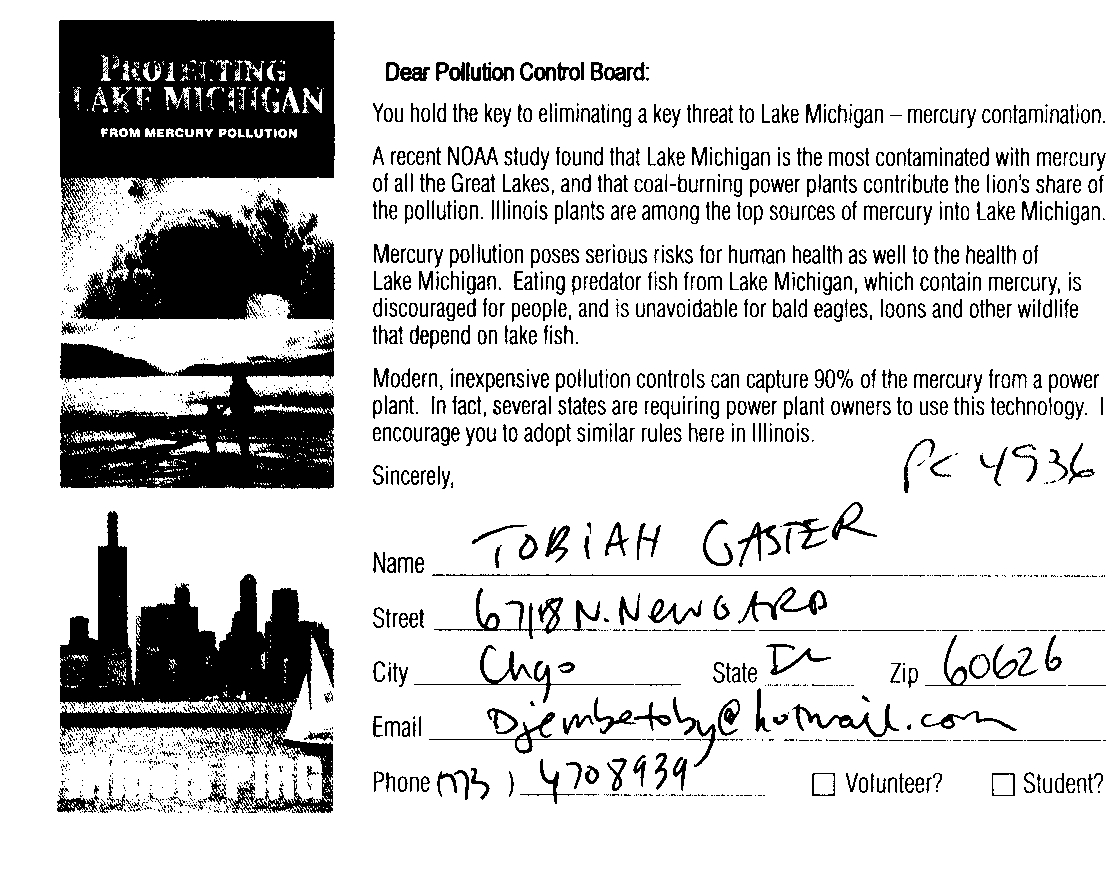 PROTECTING
LAKE MICHIGAN
FROM MERCURY POLLUTION
ILLINOIS PIRG
Dear Pollution Control Board:
You hold the key to eliminating a key threat to Lake Michigan – mercury contamination.
A recent NOAA study found that Lake Michigan is the most contaminated with mercury
of all the Great Lakes, and that coal-burning power plants contribute the lion's share of
the pollution. Illinois plants are among the top sources of mercury into Lake Michigan.
Mercury pollution poses serious risks for human health as well to the health of
Lake Michigan. Eating predator fish from Lake Michigan, which contain mercury, is
discouraged for people, and is unavoidable for bald eagles, loons and other wildlife
that depend on lake fish.
Modern, inexpensive pollution controls can capture 90% of the mercury from a power
plant. In fact, several states are requiring power plant owners to use this technology. I
encourage you to adopt similar rules here in Illinois.
Sincerely,
PC 4936
Name TOBIAH GASTER
Street 6718 N. NEWGARD
City Chgo State IL Zip 60626
Email Djembetoby@hotmail.com
Phone (773) 4708939 Volunteer? Student?